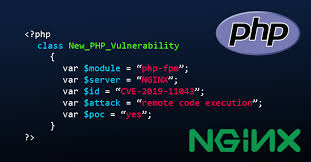 <?php
php
class New_PHP_Vulnerability
{
var $module = “php-fpm”;
var $server = “NGINX”;
var $id = “CVE-2019-11043”;
var $attack = “remote code execution”;
var $poc = “yes”;
}
?>
NGINX